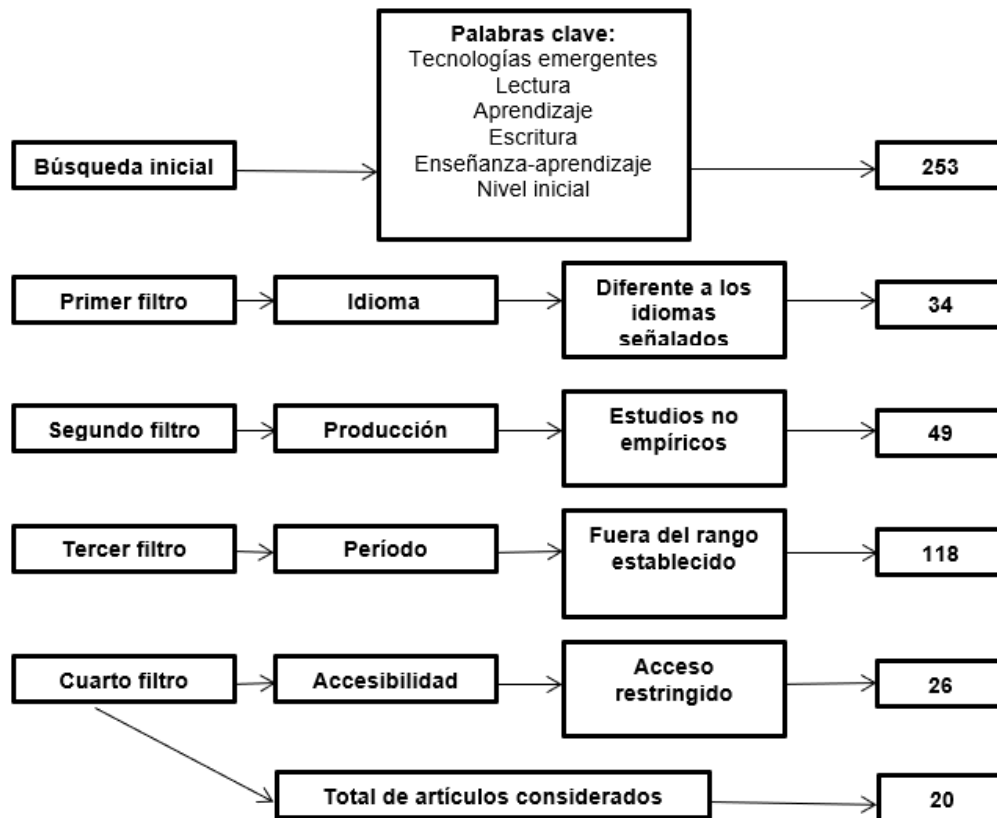 Palabras clave:
Tecnologías emergentes
Lectura
Aprendizaje
Escritura
Enseñanza-aprendizaje
Nivel inicial
Búsqueda inicial
253
Primer filtro
Idioma
Diferente a los
idiomas
señalados
34
Segundo filtro
Producción
Estudios no
empíricos
49
Tercer filtro
Período
Fuera del rango
establecido
118
Cuarto filtro
Accesibilidad
Acceso
restringido
26
Total de artículos considerados
20